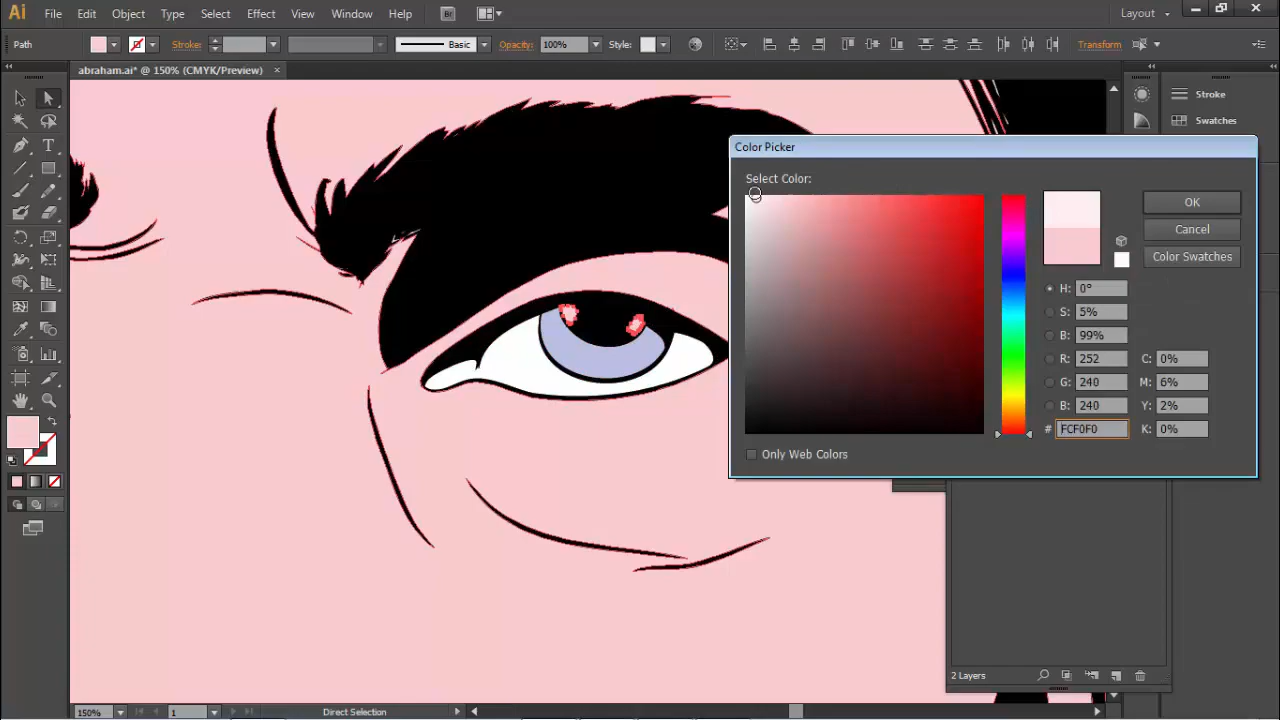 Ai File Edit Object Type Select Effect View Window Help Br Layout
Path Stroke: Basic Opacity: 100% Style: Transform
abraham.ai* @ 150% (CMYK/Preview) ×
Stroke
Swatches
Color Picker
Select Color:
OK
Cancel
Color Swatches
H: 0°
S: 5%
B: 99%
R: 252 C: 0%
G: 240 M: 6%
B: 240 Y: 2%
# FCF0F0 K: 0%
Only Web Colors
2 Layers
150% 1 Direct Selection